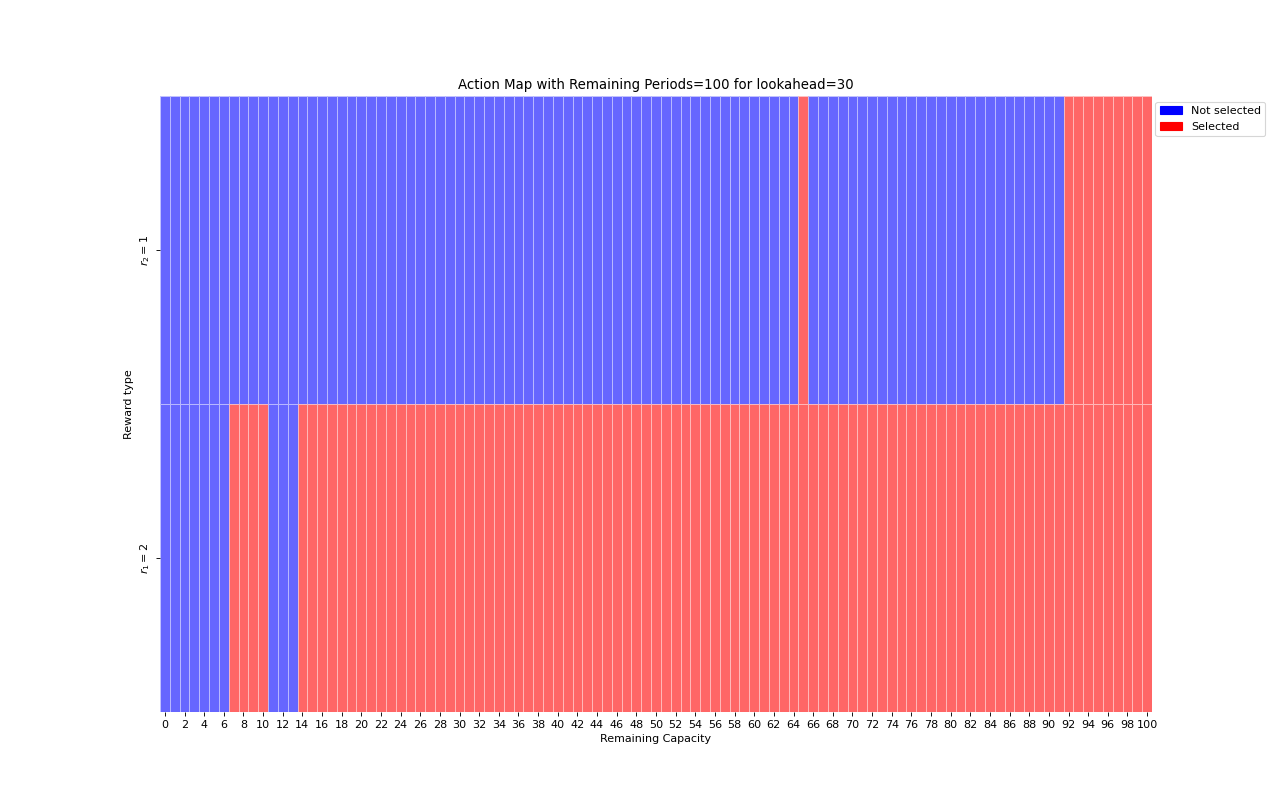 Action Map with Remaining Periods=100 for lookahead=30
Not selected
Selected
r₂ = 1
Reward type
r₁ = 2
0 2 4 6 8 10 12 14 16 18 20 22 24 26 28 30 32 34 36 38 40 42 44 46 48 50 52 54 56 58 60 62 64 66 68 70 72 74 76 78 80 82 84 86 88 90 92 94 96 98 100
Remaining Capacity